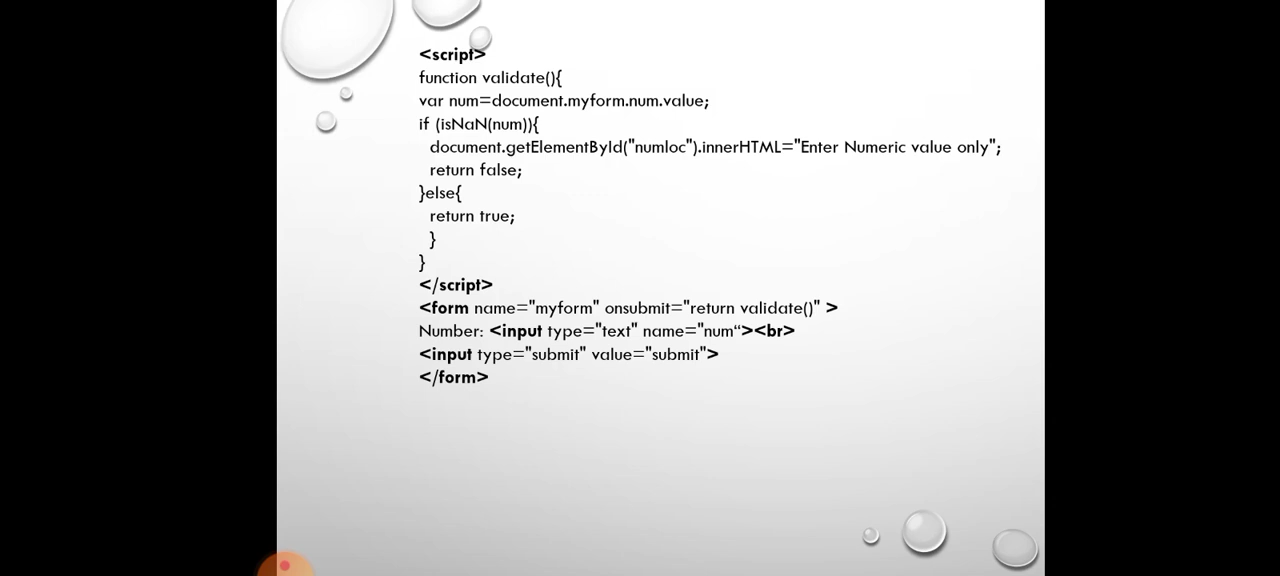 <script>
function validate(){
var num=document.myform.num.value;
if (isNaN(num)){
  document.getElementById("numloc").innerHTML="Enter Numeric value only";
  return false;
}else{
  return true;
  }
}
</script>
<form name="myform" onsubmit="return validate()" >
Number: <input type="text" name="num“><br>
<input type="submit" value="submit">
</form>